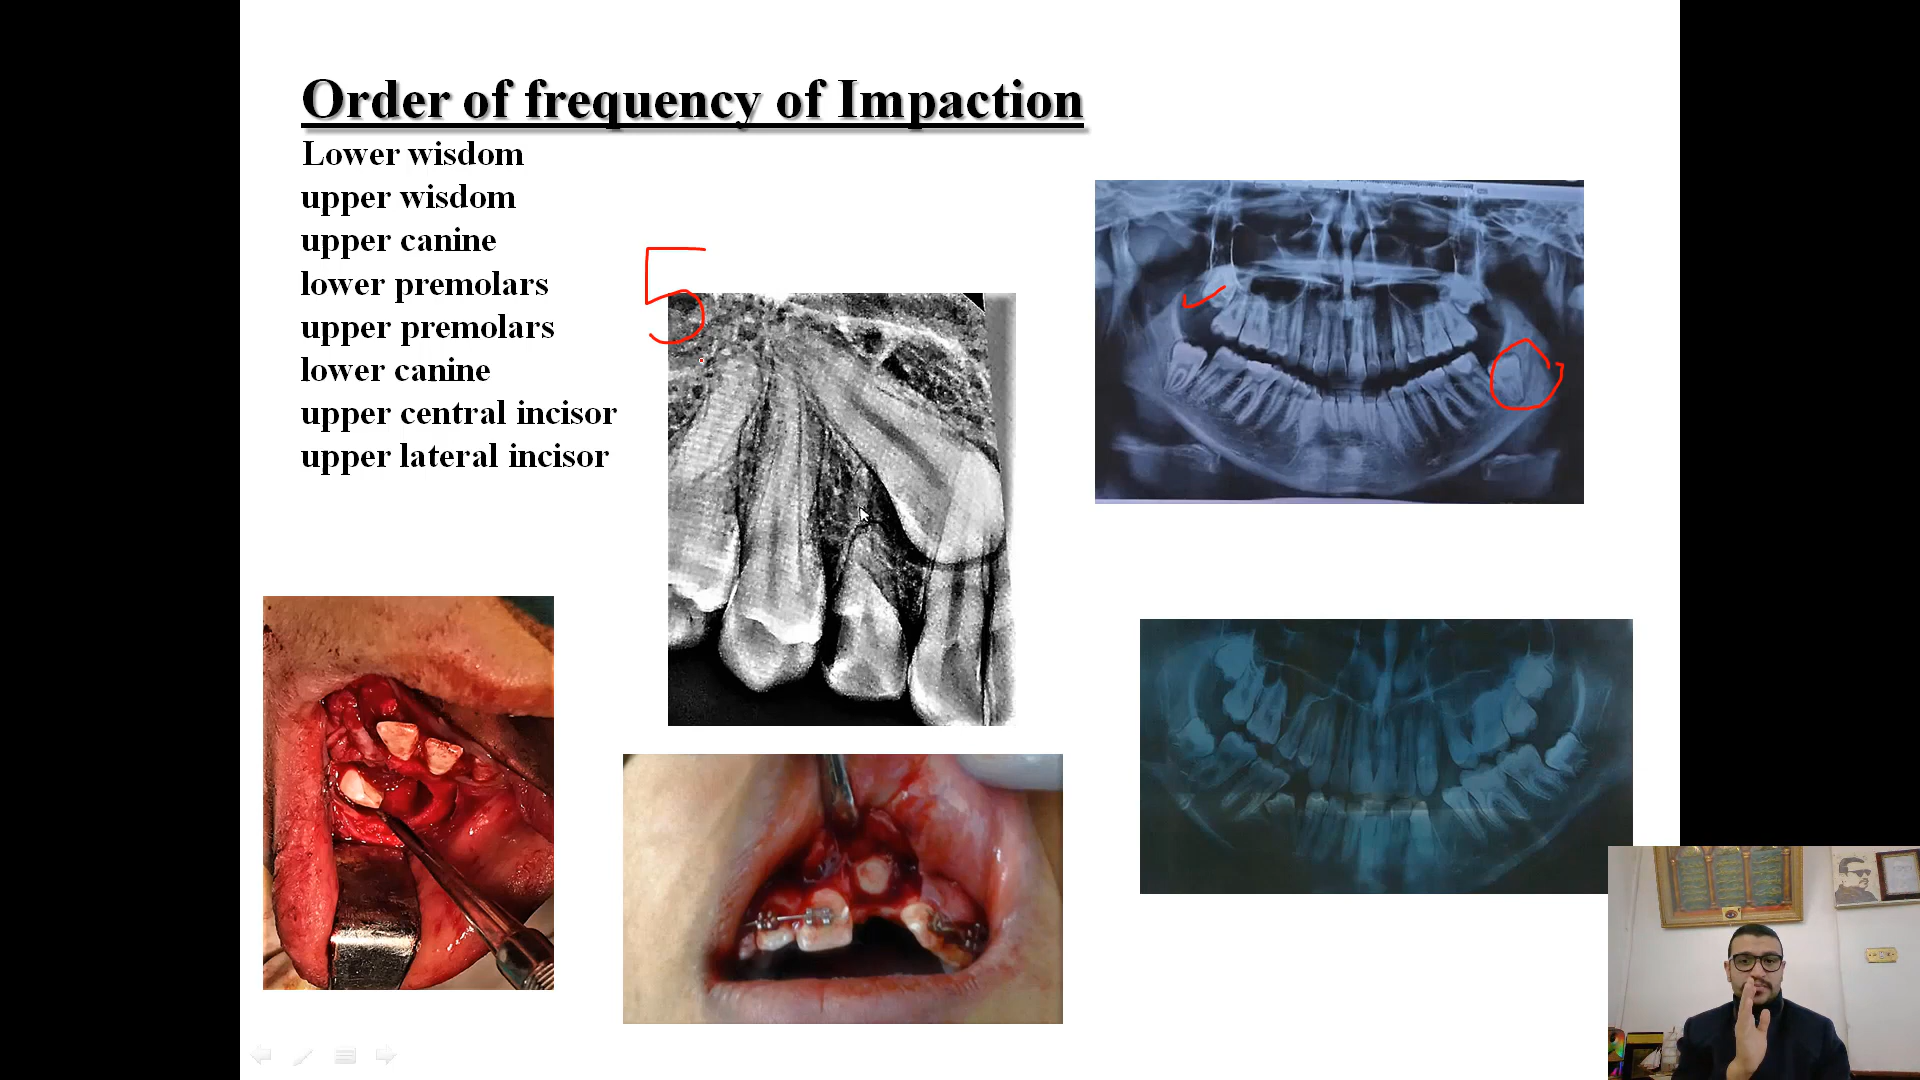 Order of frequency of Impaction
Lower wisdom
upper wisdom
upper canine
lower premolars
upper premolars
lower canine
upper central incisor
upper lateral incisor
5